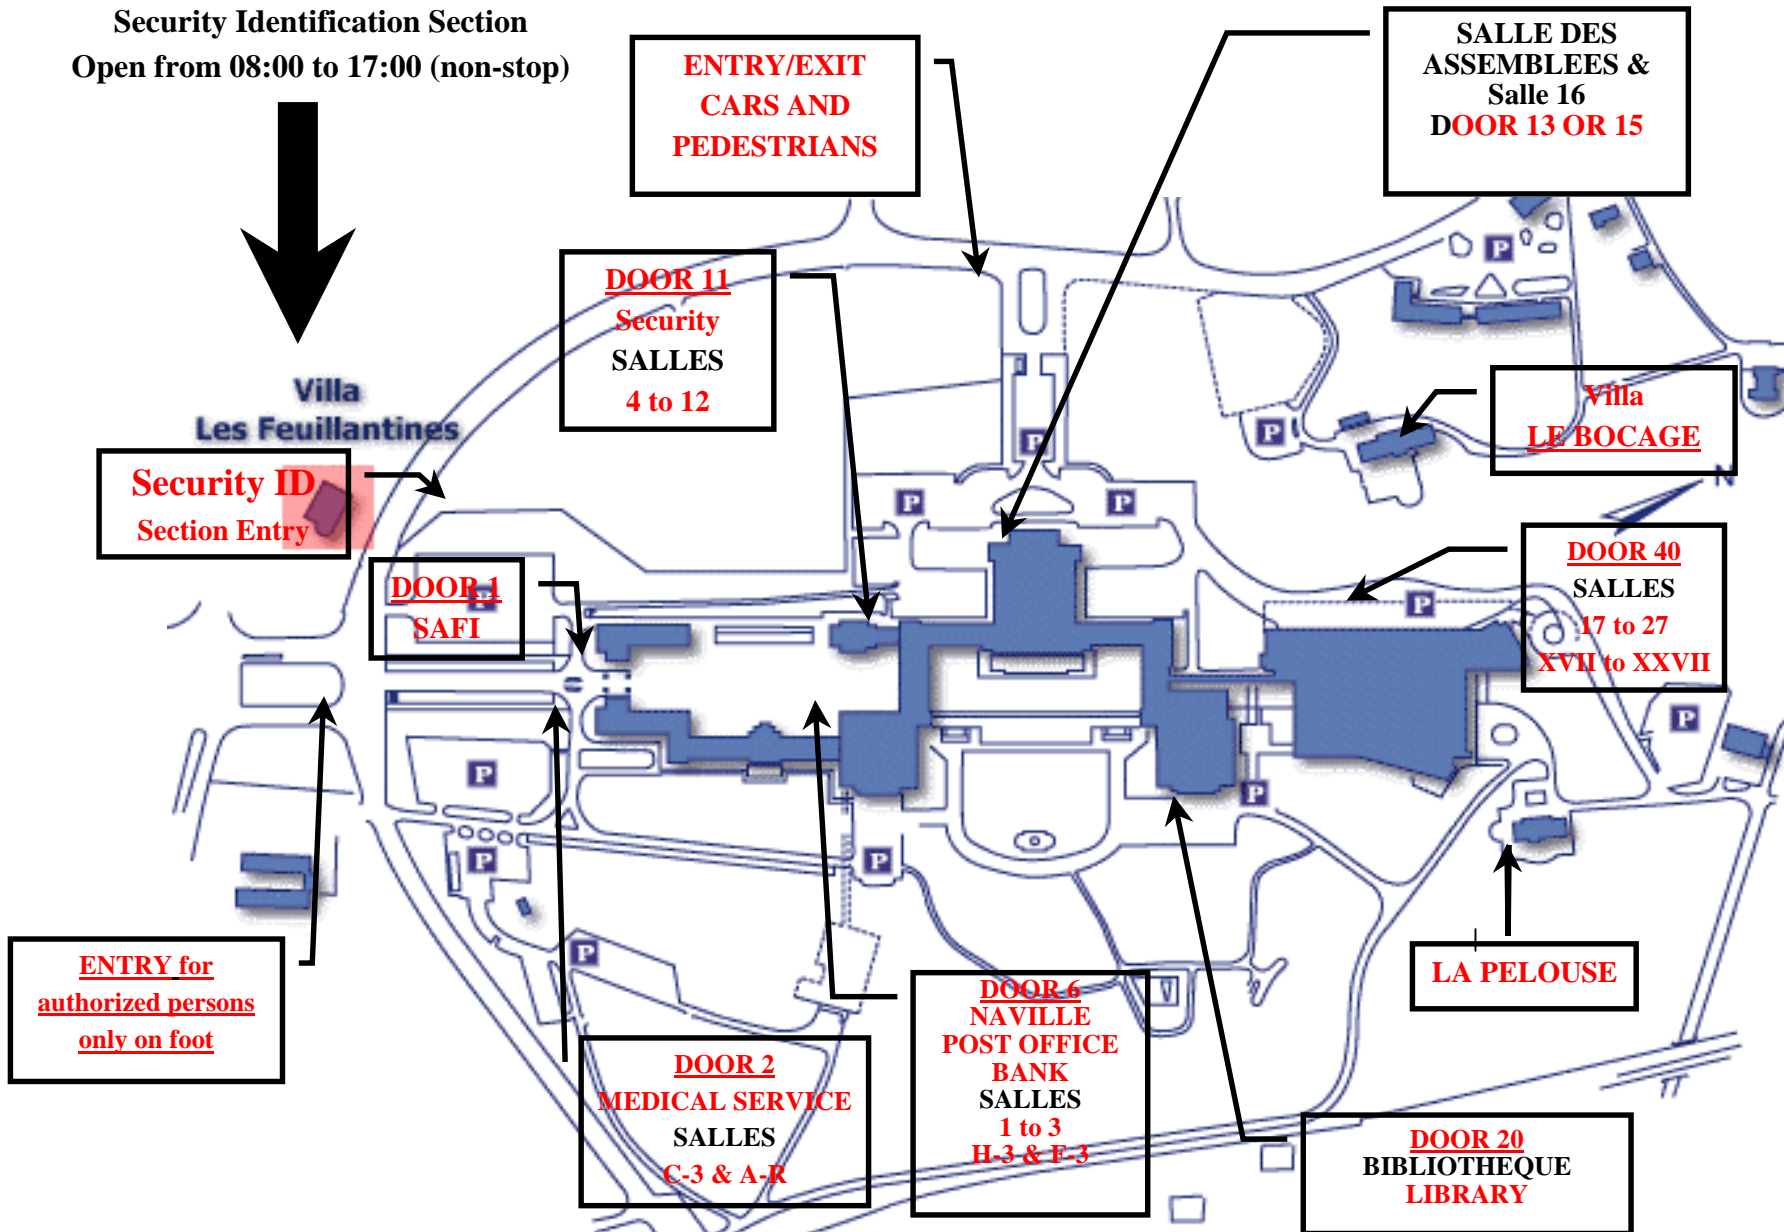 Security Identification Section
Open from 08:00 to 17:00 (non-stop)
ENTRY/EXIT
CARS AND
PEDESTRIANS
SALLE DES
ASSEMBLEES &
Salle 16
DOOR 13 OR 15
DOOR 11
Security
SALLES
4 to 12
Villa
Les Feuillantines
Security ID
Section Entry
Villa
LE BOCAGE
N
DOOR 1
SAFI
DOOR 40
SALLES
17 to 27
XVII to XXVII
P
P
P
P
P
P
P
P
P
P
P
P
P
ENTRY for
authorized persons
only on foot
DOOR 2
MEDICAL SERVICE
SALLES
C-3 & A-R
DOOR 6
NAVILLE
POST OFFICE
BANK
SALLES
1 to 3
H-3 & F-3
LA PELOUSE
DOOR 20
BIBLIOTHEQUE
LIBRARY